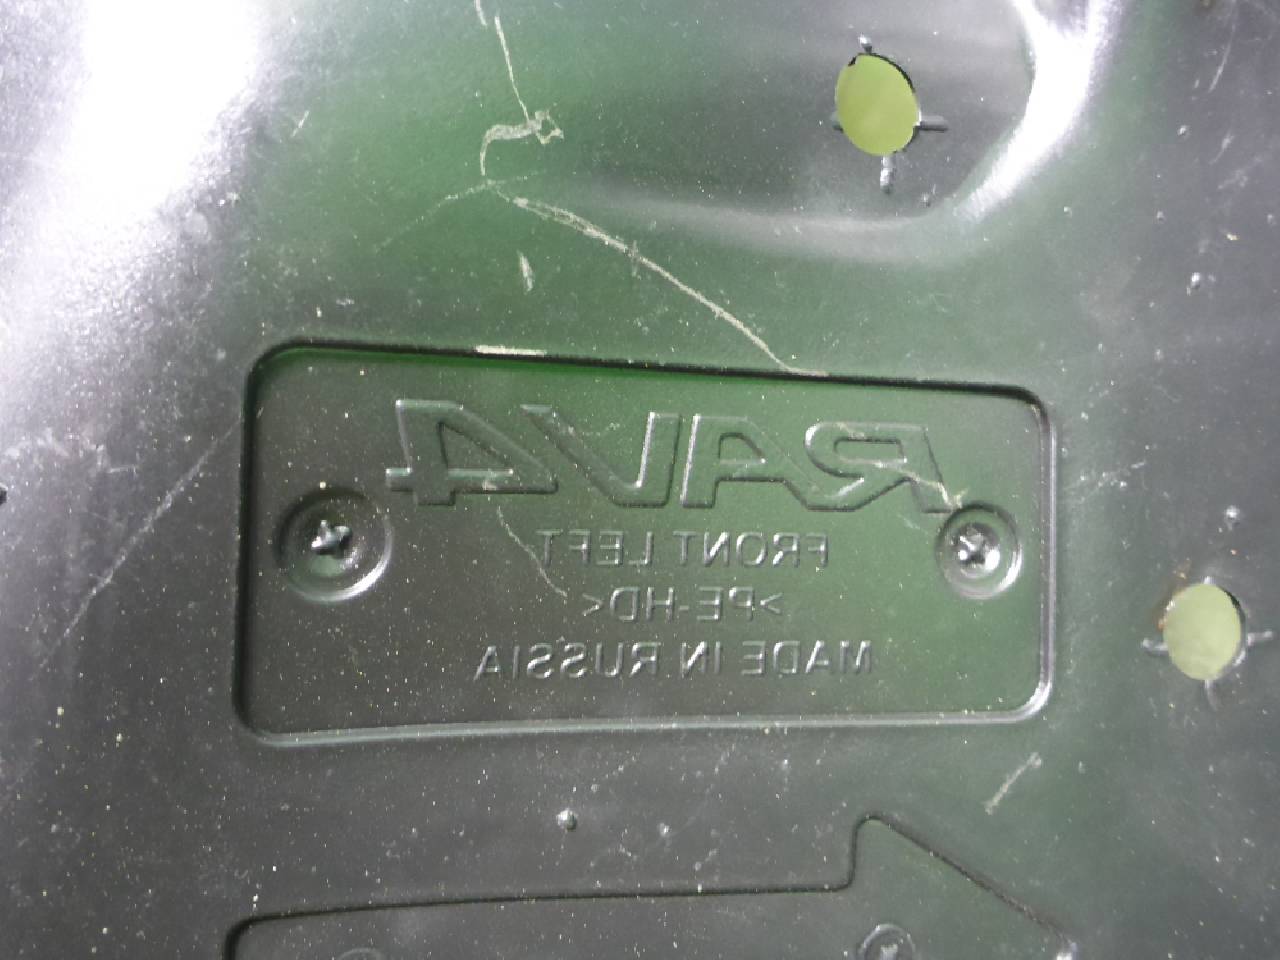 RAV4
FRONT LEFT
>PE-HD<
MADE IN RUSSIA